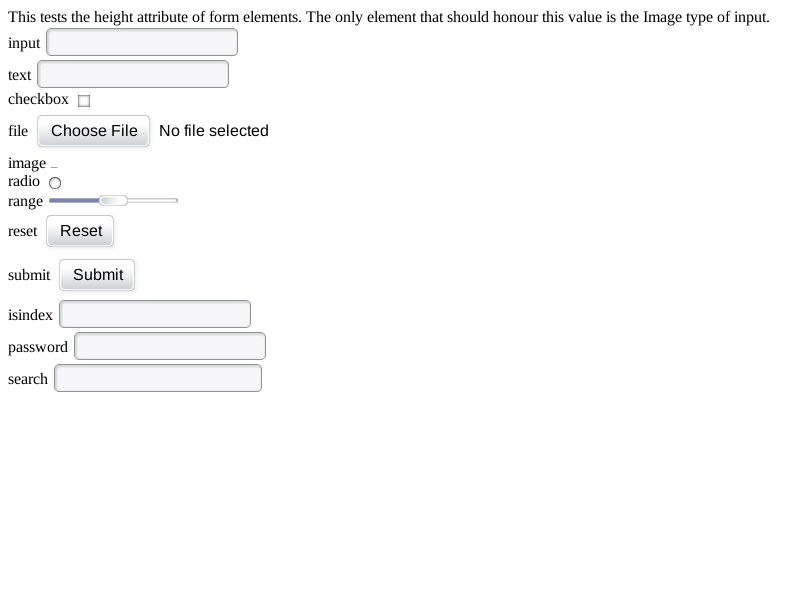 This tests the height attribute of form elements. The only element that should honour this value is the Image type of input.
input
text
checkbox
file Choose File No file selected
image
radio
range
reset Reset
submit Submit
isindex
password
search